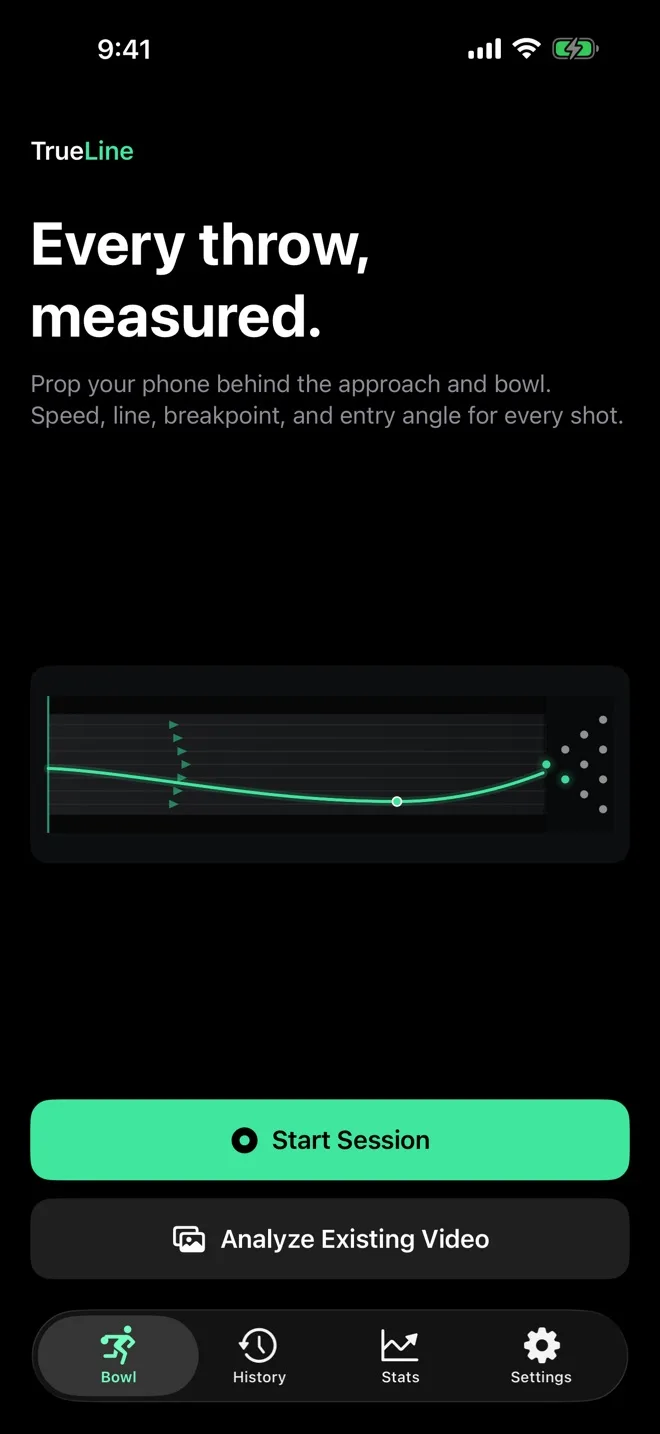 9:41
TrueLine
Every throw,
measured.
Prop your phone behind the approach and bowl.
Speed, line, breakpoint, and entry angle for every shot.
Start Session
Analyze Existing Video
Bowl
History
Stats
Settings